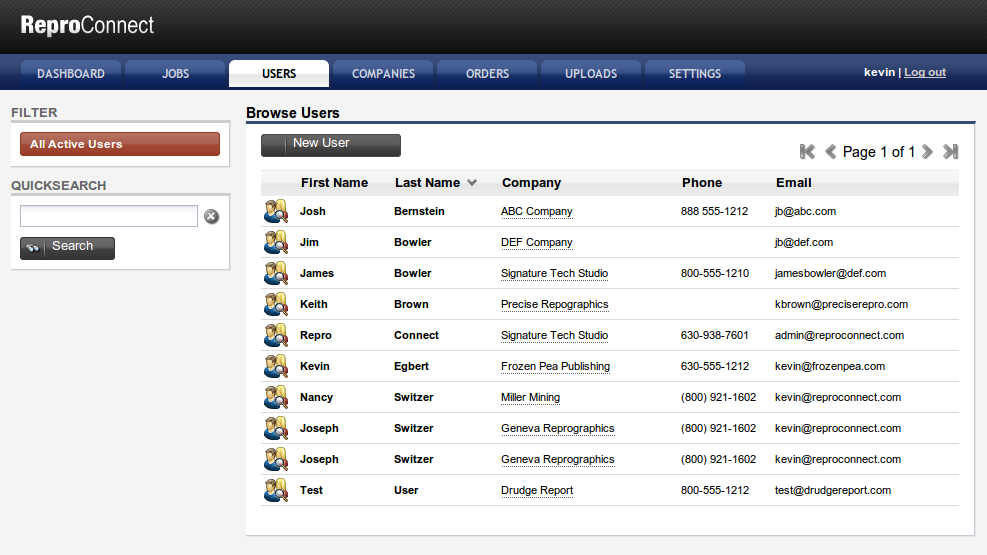 ReproConnect
DASHBOARD JOBS USERS COMPANIES ORDERS UPLOADS SETTINGS kevin | Log out
FILTER
All Active Users
QUICKSEARCH
Search
Browse Users
New User
Page 1 of 1
First Name Last Name Company Phone Email
Josh Bernstein ABC Company 888 555-1212 jb@abc.com
Jim Bowler DEF Company jb@def.com
James Bowler Signature Tech Studio 800-555-1210 jamesbowler@def.com
Keith Brown Precise Repographics kbrown@preciserepro.com
Repro Connect Signature Tech Studio 630-938-7601 admin@reproconnect.com
Kevin Egbert Frozen Pea Publishing 630-555-1212 kevin@frozenpea.com
Nancy Switzer Miller Mining (800) 921-1602 kevin@reproconnect.com
Joseph Switzer Geneva Reprographics (800) 921-1602 kevin@reproconnect.com
Joseph Switzer Geneva Reprographics (800) 921-1602 kevin@reproconnect.com
Test User Drudge Report 800-555-1212 test@drudgereport.com